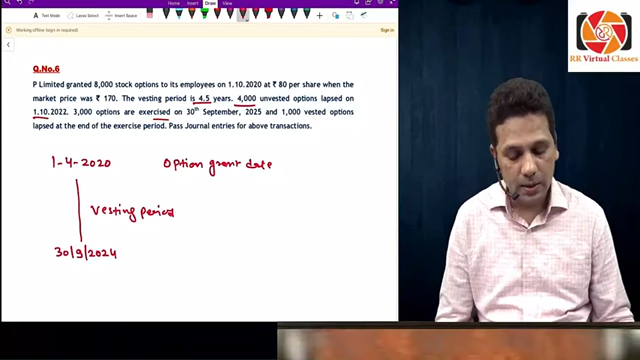 Draw
Text Mode
Lasso Select
Insert Space
Working offline (sign in required)
RR
RR Virtual Classes
Q.No.6
P Limited granted 8,000 stock options to its employees on 1.10.2020 at ₹ 80 per share when the
market price was ₹ 170. The vesting period is 4.5 years. 4,000 unvested options lapsed on
1.10.2022. 3,000 options are exercised on 30th September, 2025 and 1,000 vested options
lapsed at the end of the exercise period. Pass Journal entries for above transactions.
1-4-2020 Option grant date
Vesting period
30/9/2024